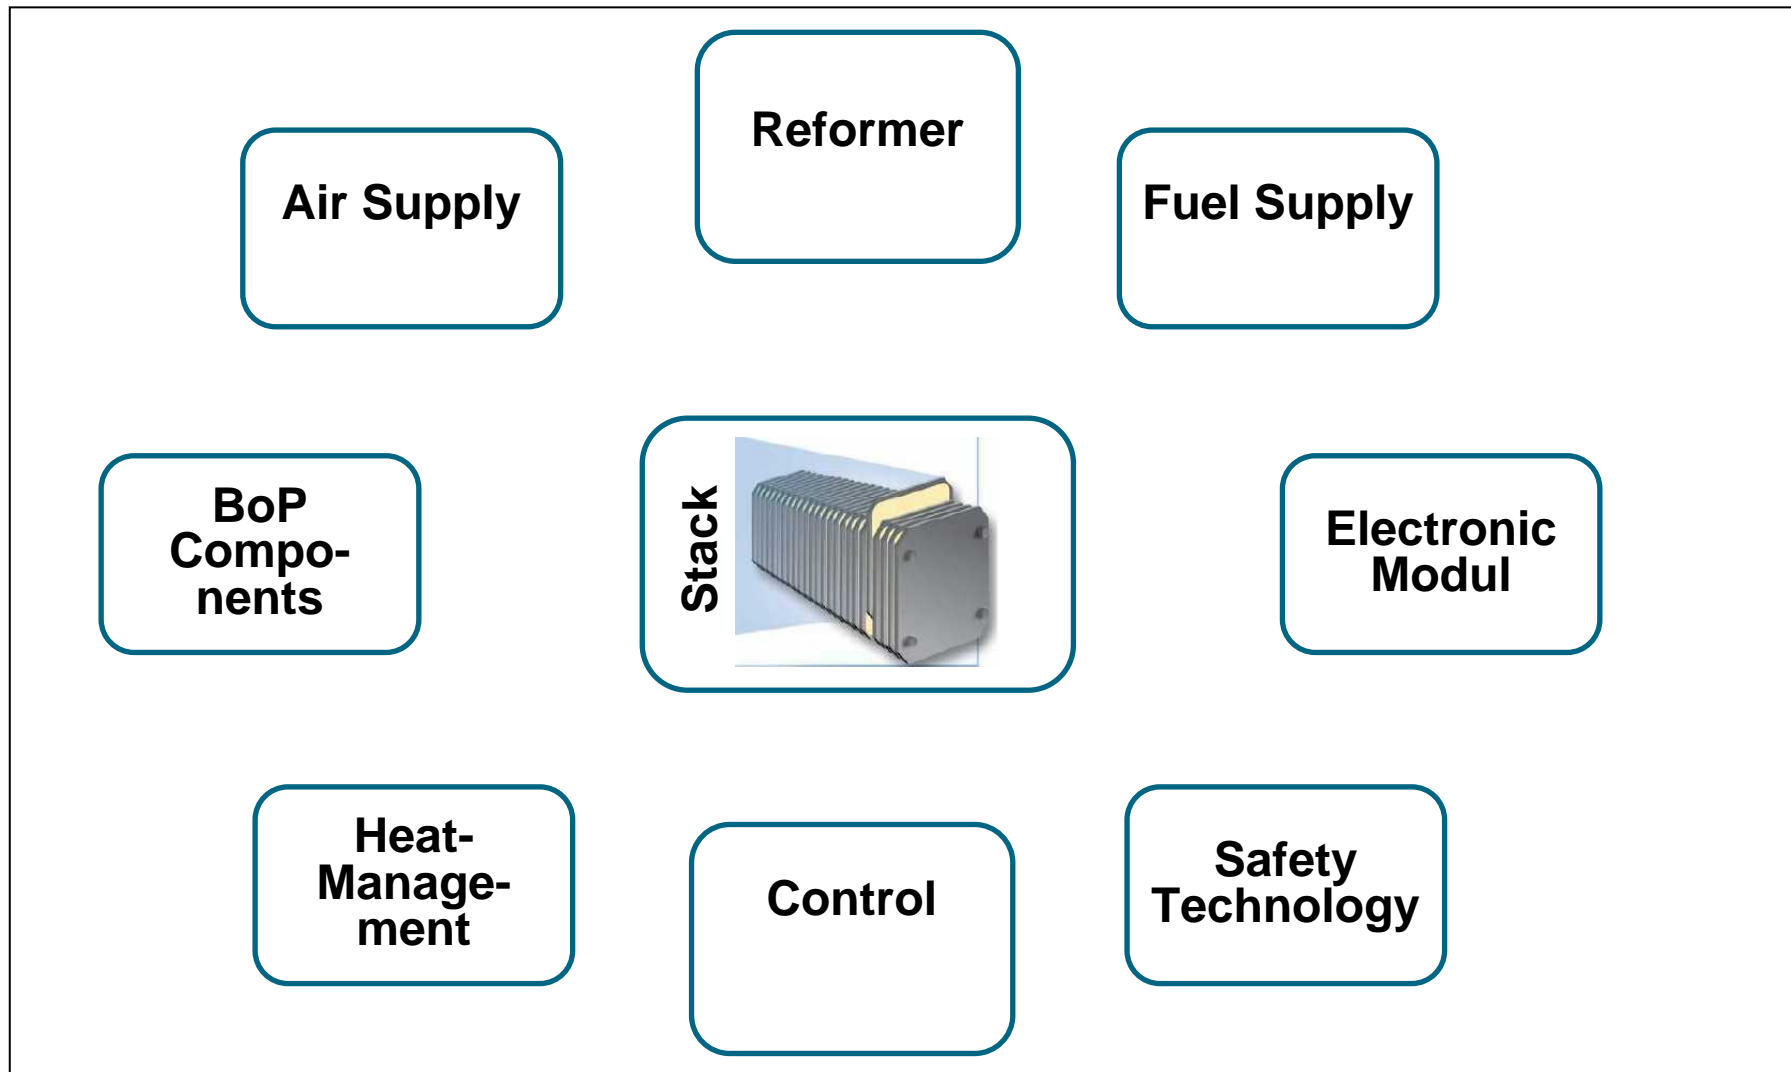 Reformer
Air Supply
Fuel Supply
BoP
Compo-
nents
Stack
Electronic
Modul
Heat-
Manage-
ment
Control
Safety
Technology